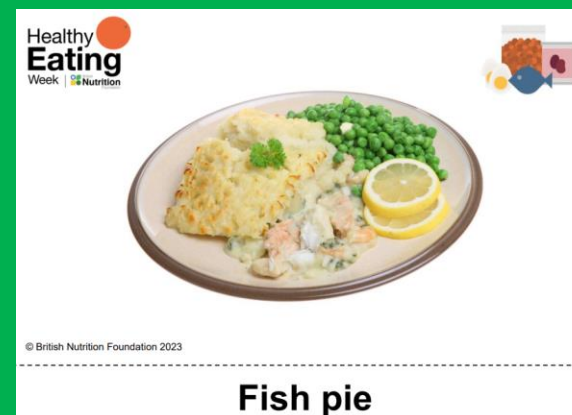 Healthy
Eating
Week | Nutrition
© British Nutrition Foundation 2023
Fish pie